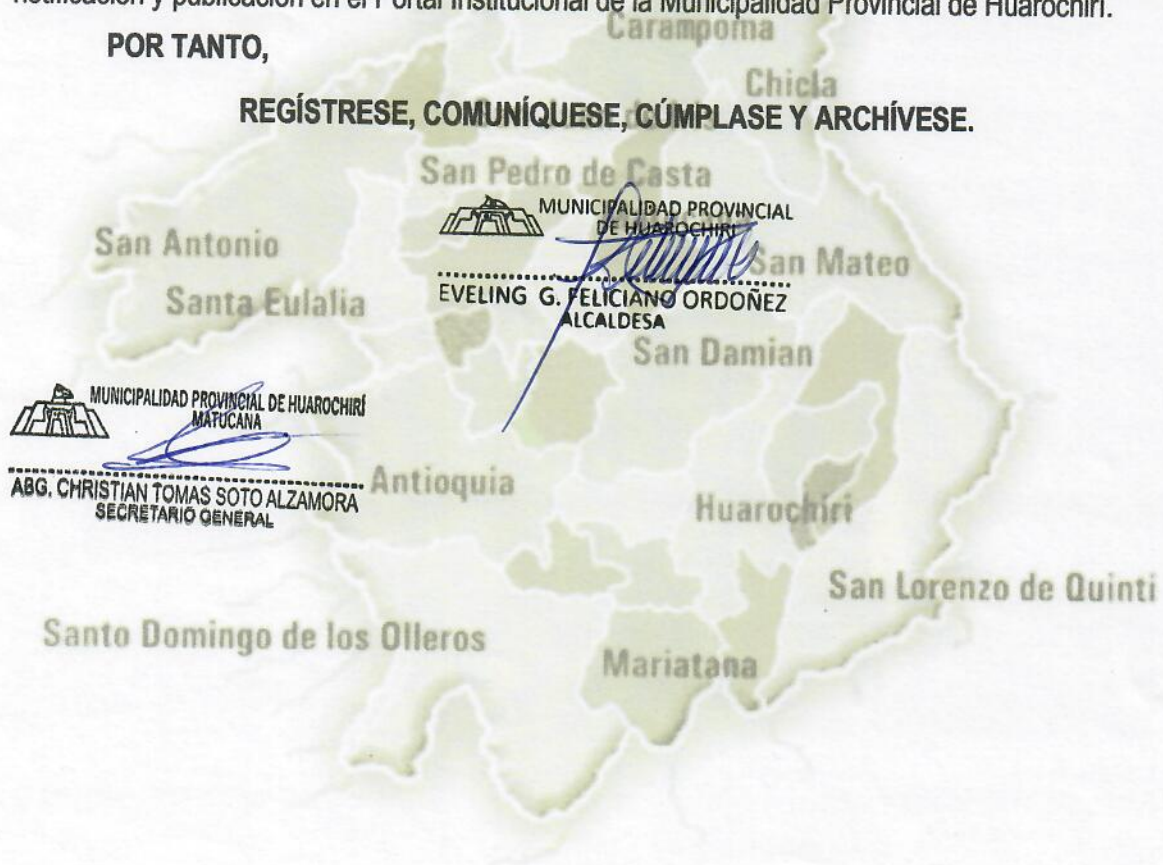 notificación y publicación en el Portal Institucional de la Municipalidad Provincial de Huarochirí.
Carampoma
POR TANTO,
Chicla
REGÍSTRESE, COMUNÍQUESE, CÚMPLASE Y ARCHÍVESE.
San Pedro de Casta
MUNICIPALIDAD PROVINCIAL
DE HUAROCHIRI
San Antonio
San Mateo
Santa Eulalia
EVELING G. FELICIANO ORDOÑEZ
ALCALDESA
San Damian
MUNICIPALIDAD PROVINCIAL DE HUAROCHIRÍ
MATUCANA
Antioquia
ABG. CHRISTIAN TOMAS SOTO ALZAMORA
SECRETARIO GENERAL
Huarochiri
San Lorenzo de Quinti
Santo Domingo de los Olleros
Mariatana